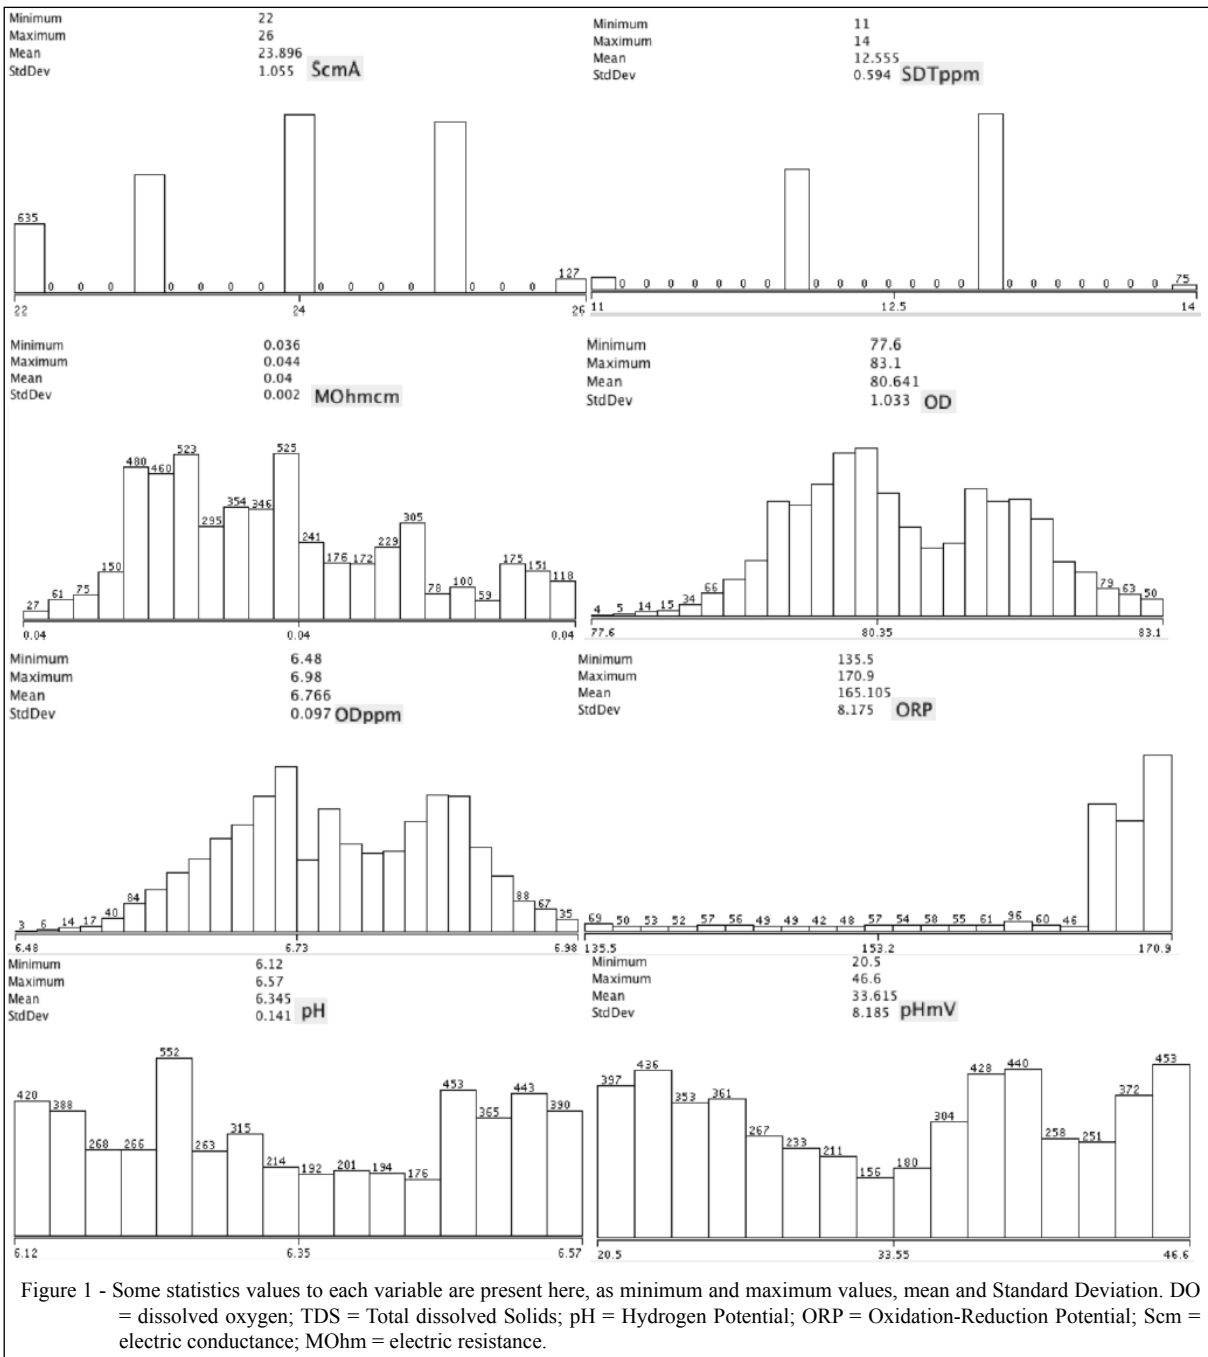 Minimum 22
Maximum 26
Mean 23.896
StdDev 1.055 ScmA
635 0 0 0 0 0 0 0 0 0 0 0 0 127
22 24 26
Minimum 11
Maximum 14
Mean 12.555
StdDev 0.594 SDTppm
0 0 0 0 0 0 0 0 0 0 0 0 0 0 0 0 75
11 12.5 14
Minimum 0.036
Maximum 0.044
Mean 0.04
StdDev 0.002 MOhmcm
27 61 75 150 480 460 523 295 354 346 525 241 176 172 229 305 78 100 59 175 151 118
0.04 0.04 0.04
Minimum 77.6
Maximum 83.1
Mean 80.641
StdDev 1.033 OD
4 5 14 15 34 66 79 63 50
77.6 80.35 83.1
Minimum 6.48
Maximum 6.98
Mean 6.766
StdDev 0.097 ODppm
3 6 14 17 40 84 88 67 35
6.48 6.73 6.98
Minimum 135.5
Maximum 170.9
Mean 165.105
StdDev 8.175 ORP
69 50 53 52 57 56 49 49 42 48 57 54 58 55 61 96 60 46
135.5 153.2 170.9
Minimum 6.12
Maximum 6.57
Mean 6.345
StdDev 0.141 pH
420 388 268 266 552 263 315 214 192 201 194 176 453 365 443 390
6.12 6.35 6.57
Minimum 20.5
Maximum 46.6
Mean 33.615
StdDev 8.185 pHmV
397 436 353 361 267 233 211 156 180 304 428 440 258 251 372 453
20.5 33.55 46.6
Figure 1 - Some statistics values to each variable are present here, as minimum and maximum values, mean and Standard Deviation. DO
= dissolved oxygen; TDS = Total dissolved Solids; pH = Hydrogen Potential; ORP = Oxidation-Reduction Potential; Scm =
electric conductance; MOhm = electric resistance.